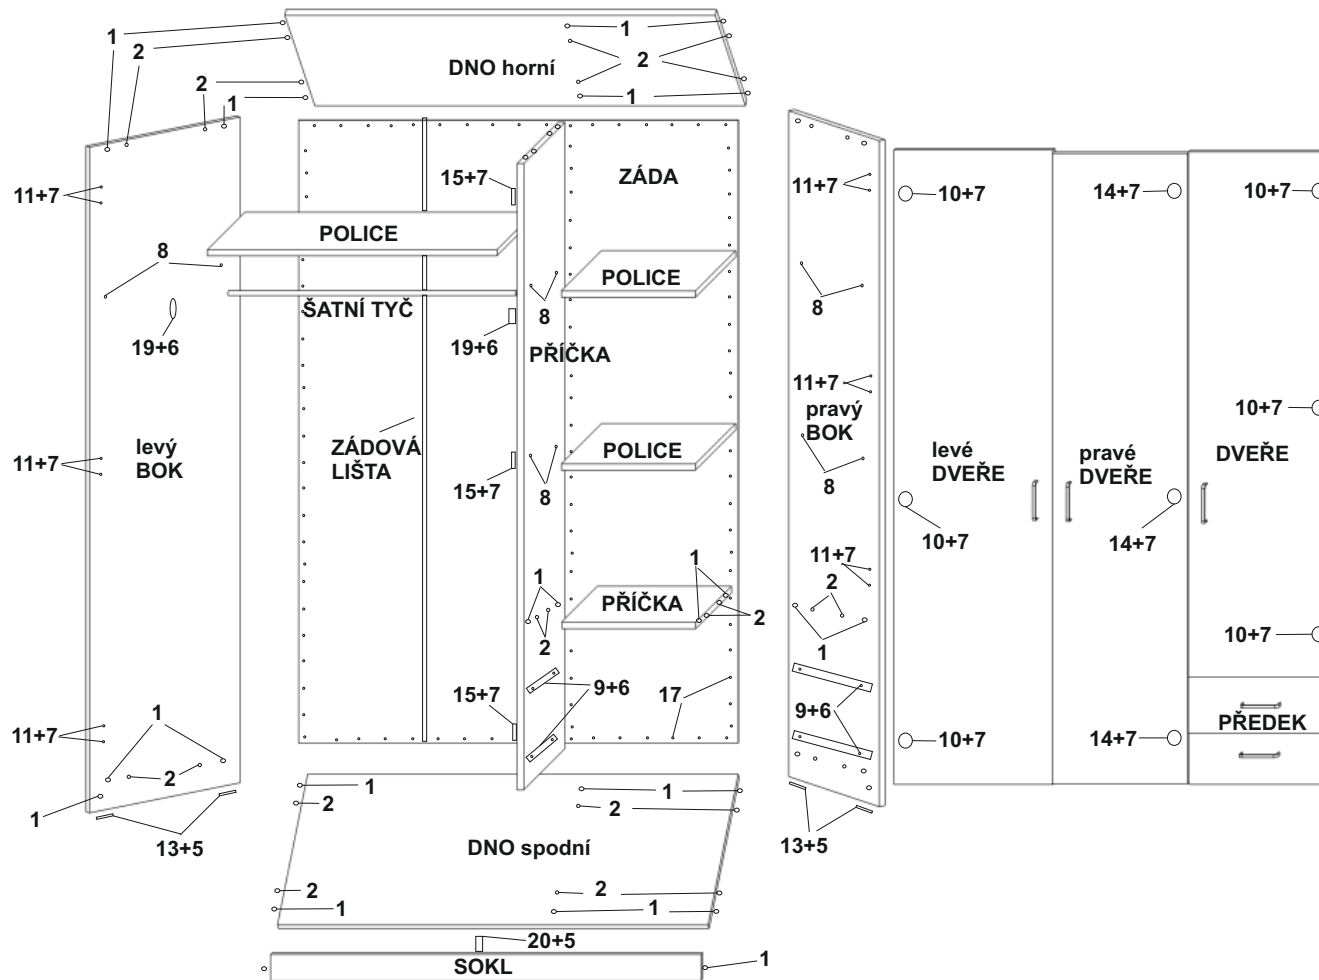 1
2
DNO horní
1
2
1
2
1
11+7
15+7
ZÁDA
11+7
10+7
14+7
10+7
POLICE
8
POLICE
ŠATNÍ TYČ
8
8
19+6
19+6
PŘÍČKA
11+7
pravý
BOK
10+7
levý
BOK
ZÁDOVÁ
LIŠTA
POLICE
levé
DVEŘE
pravé
DVEŘE
DVEŘE
11+7
15+7
8
8
10+7
14+7
11+7
1
1
2
PŘÍČKA
2
2
1
10+7
15+7
9+6
17
9+6
11+7
1
2
1
13+5
10+7
14+7
PŘEDEK
1
2
1
2
13+5
DNO spodní
2
1
2
1
20+5
SOKL
1